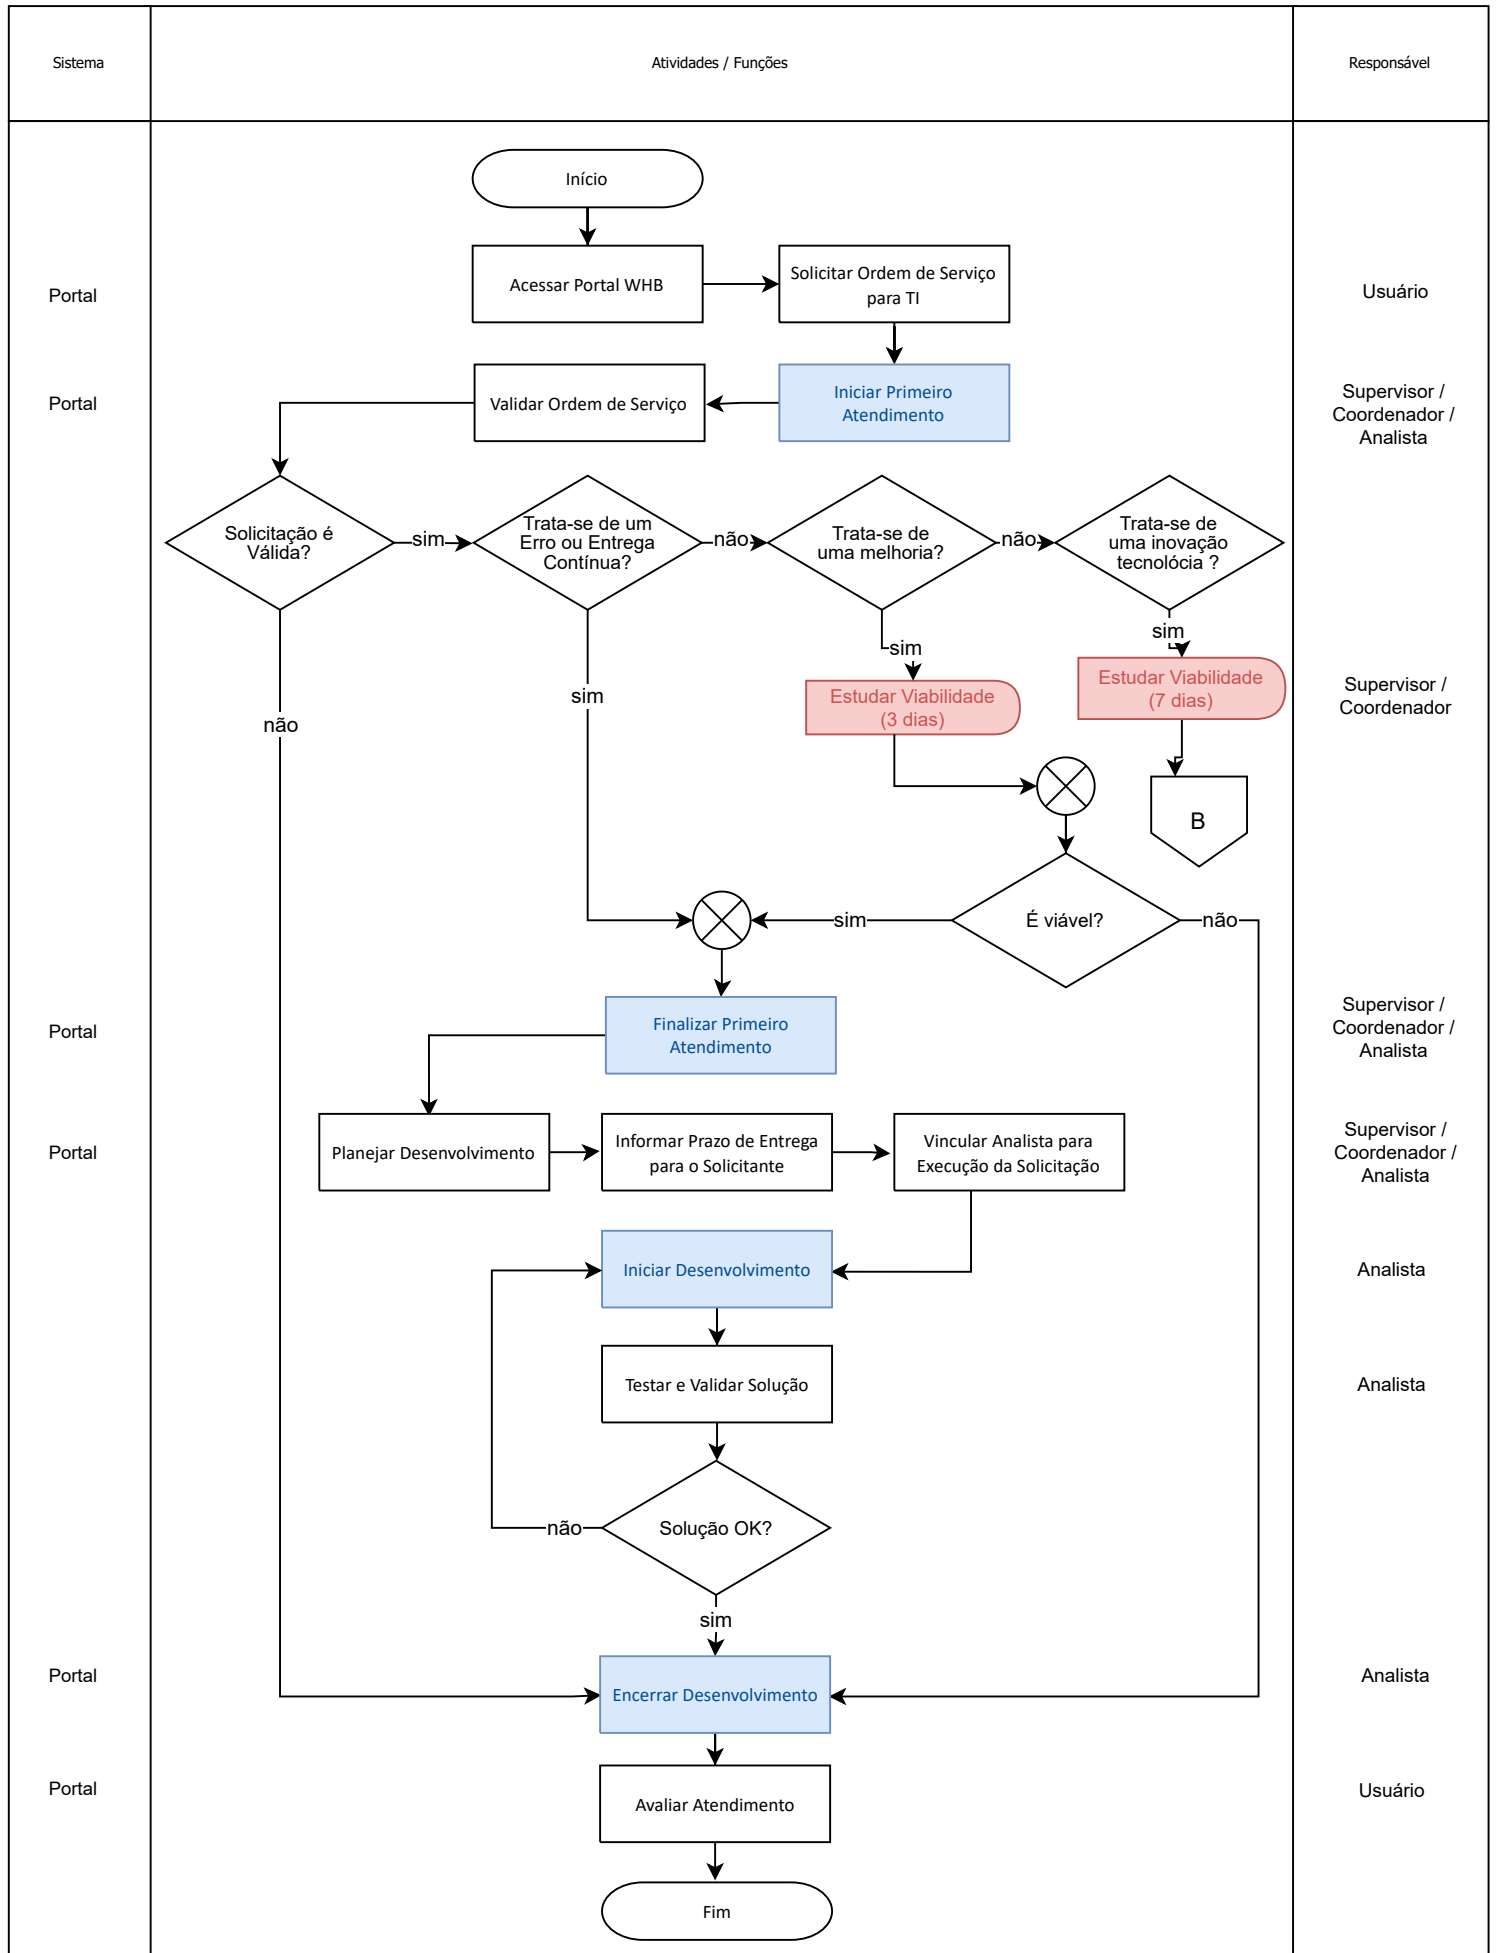 Sistema
Atividades / Funções
Responsável
Início
Portal
Acessar Portal WHB
Solicitar Ordem de Serviço
para TI
Usuário
Portal
Validar Ordem de Serviço
Iniciar Primeiro
Atendimento
Supervisor /
Coordenador /
Analista
Solicitação é
Válida?
sim
Trata-se de um
Erro ou Entrega
Contínua?
não
Trata-se de
uma melhoria?
não
Trata-se de
uma inovação
tecnolócia ?
não
sim
sim
sim
Estudar Viabilidade
(3 dias)
Estudar Viabilidade
(7 dias)
Supervisor /
Coordenador
B
sim
É viável?
não
Portal
Finalizar Primeiro
Atendimento
Supervisor /
Coordenador /
Analista
Portal
Planejar Desenvolvimento
Informar Prazo de Entrega
para o Solicitante
Vincular Analista para
Execução da Solicitação
Supervisor /
Coordenador /
Analista
Iniciar Desenvolvimento
Analista
Testar e Validar Solução
Analista
não
Solução OK?
sim
Portal
Encerrar Desenvolvimento
Analista
Portal
Avaliar Atendimento
Usuário
Fim